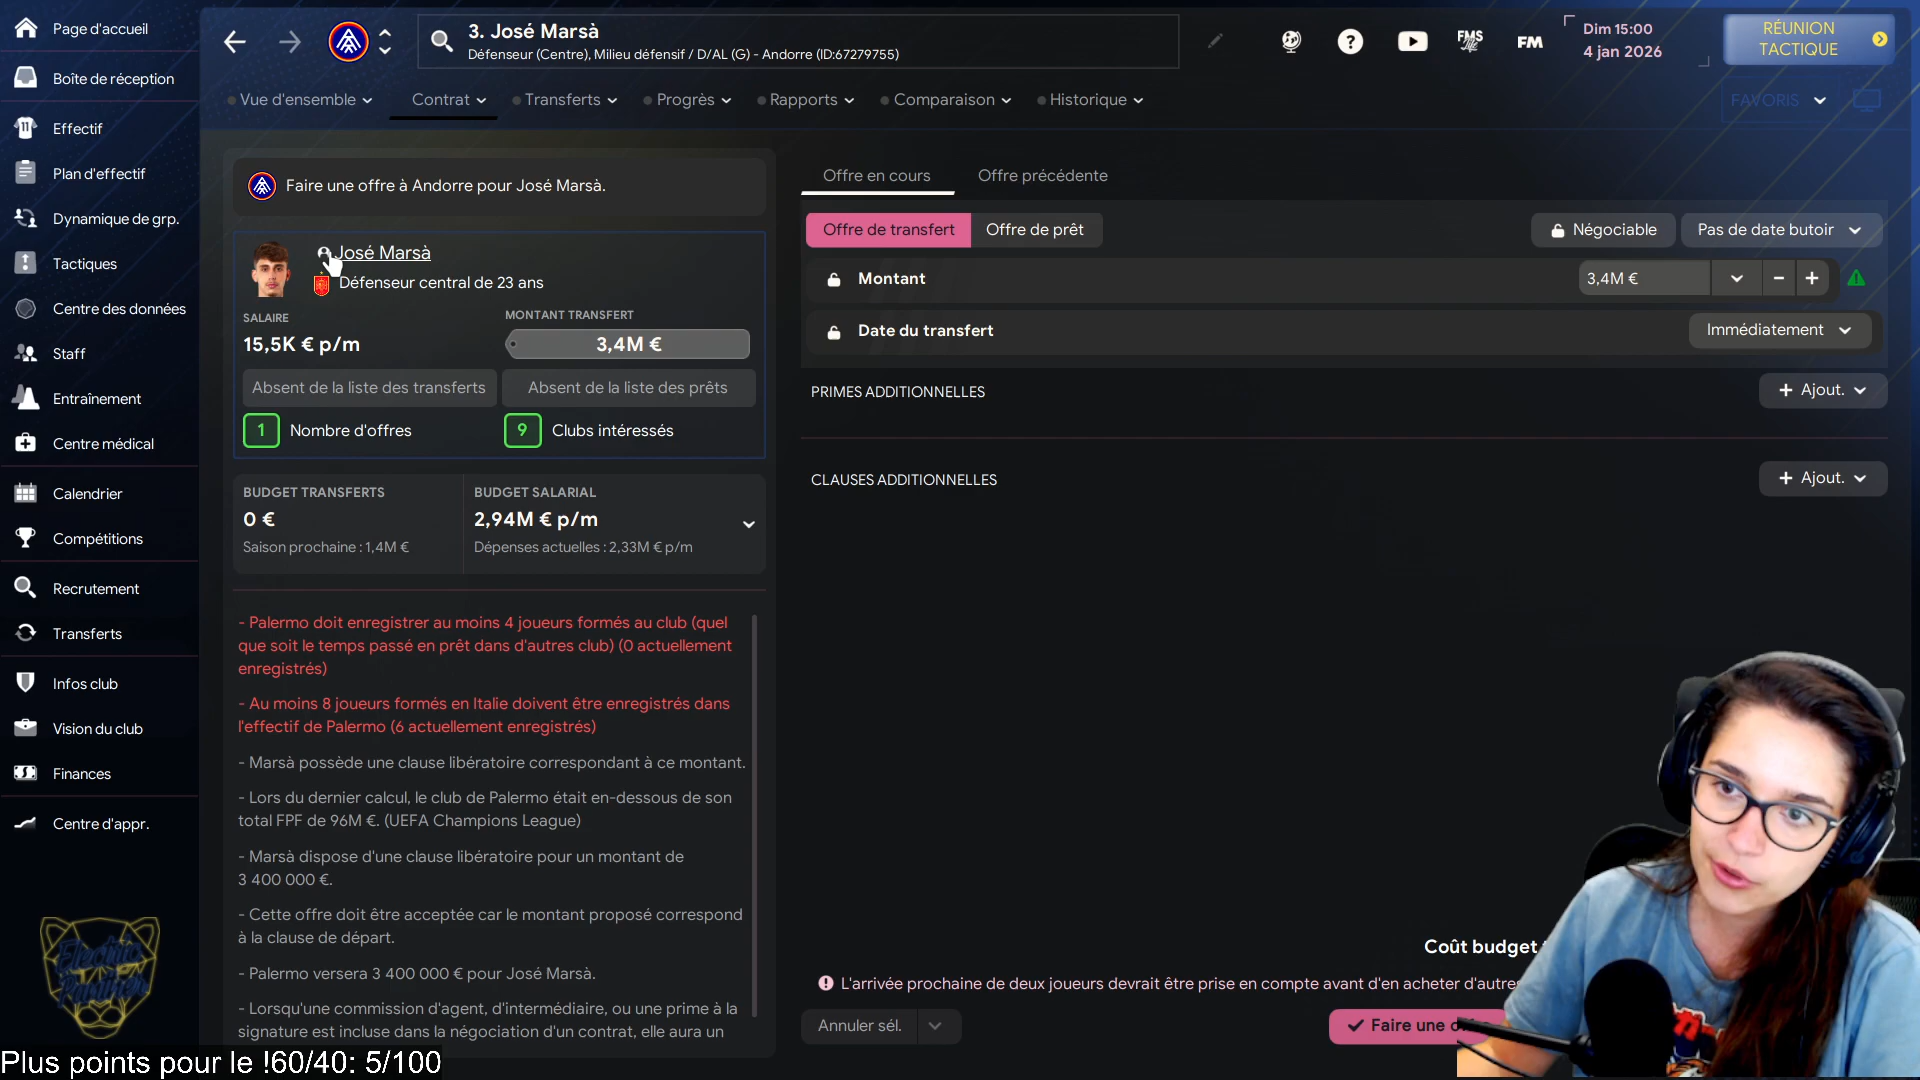 Page d'accueil
Boîte de réception
Effectif
Plan d'effectif
Dynamique de grp.
Tactiques
Centre des données
Staff
Entraînement
Centre médical
Calendrier
Compétitions
Recrutement
Transferts
Infos club
Vision du club
Finances
Centre d'appr.
3. José Marsà
Défenseur (Centre), Milieu défensif / D/AL (G) - Andorre (ID:67279755)
FMS
FM
Dim 15:00
4 jan 2026
RÉUNION
TACTIQUE
Vue d'ensemble
Contrat
Transferts
Progrès
Rapports
Comparaison
Historique
FAVORIS
Faire une offre à Andorre pour José Marsà.
José Marsà
Défenseur central de 23 ans
SALAIRE
15,5K € p/m
MONTANT TRANSFERT
3,4M €
Absent de la liste des transferts
Absent de la liste des prêts
1 Nombre d'offres
9 Clubs intéressés
BUDGET TRANSFERTS
0 €
Saison prochaine : 1,4M €
BUDGET SALARIAL
2,94M € p/m
Dépenses actuelles : 2,33M € p/m
- Palermo doit enregistrer au moins 4 joueurs formés au club (quel
que soit le temps passé en prêt dans d'autres club) (0 actuellement
enregistrés)
- Au moins 8 joueurs formés en Italie doivent être enregistrés dans
l'effectif de Palermo (6 actuellement enregistrés)
- Marsà possède une clause libératoire correspondant à ce montant.
- Lors du dernier calcul, le club de Palermo était en-dessous de son
total FPF de 96M €. (UEFA Champions League)
- Marsà dispose d'une clause libératoire pour un montant de
3 400 000 €.
- Cette offre doit être acceptée car le montant proposé correspond
à la clause de départ.
- Palermo versera 3 400 000 € pour José Marsà.
- Lorsqu'une commission d'agent, d'intermédiaire, ou une prime à la
signature est incluse dans la négociation d'un contrat, elle aura un
Offre en cours
Offre précédente
Offre de transfert
Offre de prêt
Négociable
Pas de date butoir
Montant
3,4M €
Date du transfert
Immédiatement
PRIMES ADDITIONNELLES
Ajout.
CLAUSES ADDITIONNELLES
Ajout.
Coût budget
L'arrivée prochaine de deux joueurs devrait être prise en compte avant d'en acheter d'autres
Annuler sél.
Faire une
Plus points pour le !60/40: 5/100